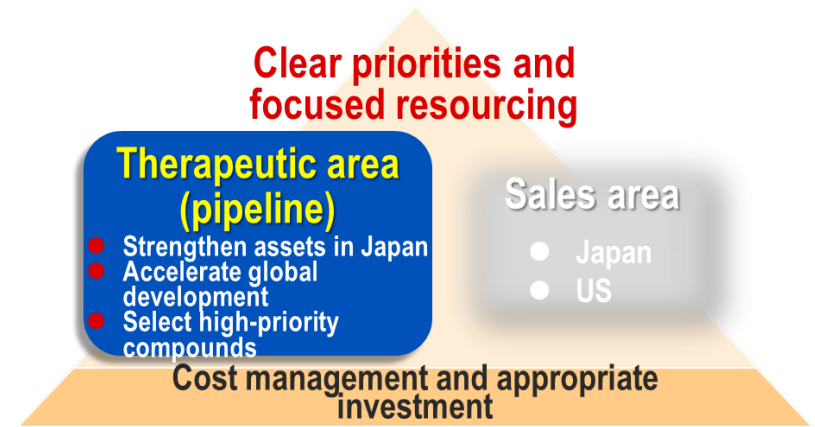 Clear priorities and
focused resourcing
Therapeutic area
(pipeline)
● Strengthen assets in Japan
● Accelerate global
development
● Select high-priority
compounds
Sales area
● Japan
● US
Cost management and appropriate
investment